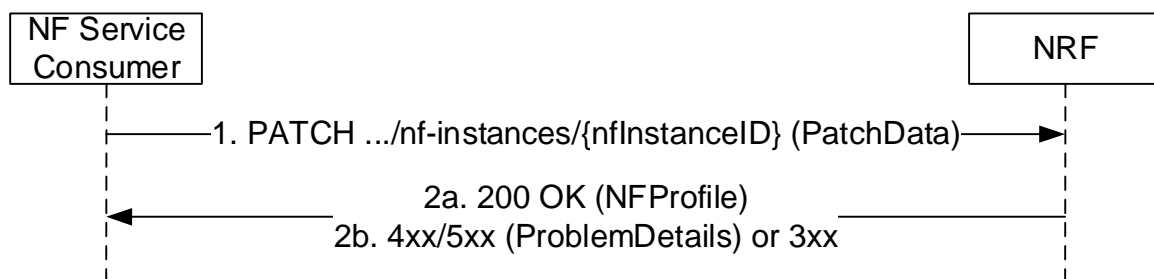 NF Service
Consumer
NRF
1. PATCH .../nf-instances/{nfInstanceID} (PatchData)
2a. 200 OK (NFProfile)
2b. 4xx/5xx (ProblemDetails) or 3xx